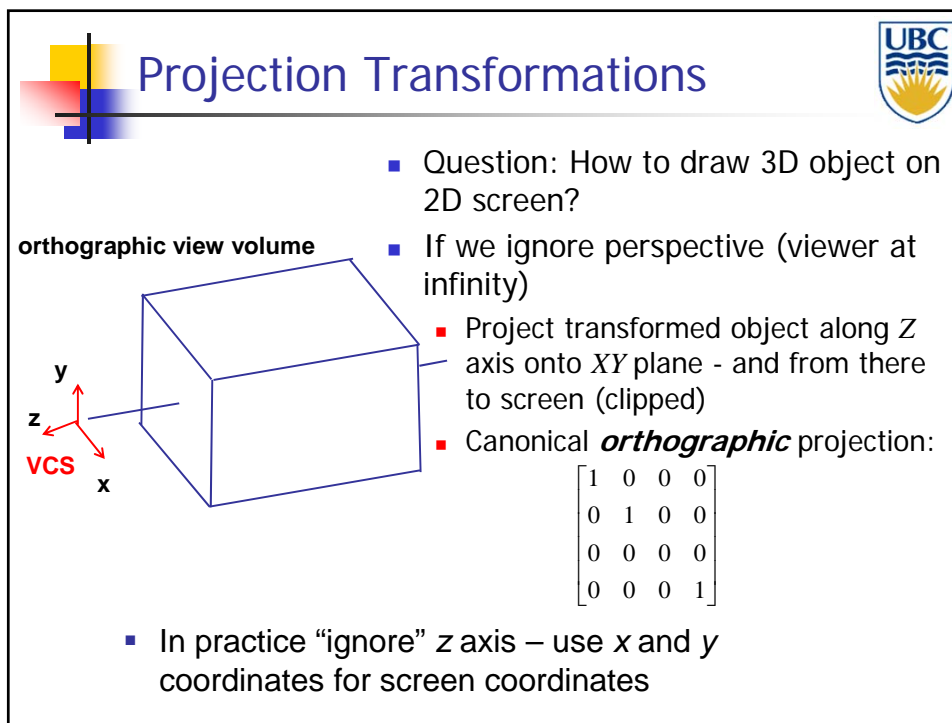 Projection Transformations
UBC
Question: How to draw 3D object on
2D screen?
orthographic view volume
If we ignore perspective (viewer at
infinity)
Project transformed object along Z
axis onto XY plane - and from there
to screen (clipped)
Canonical orthographic projection:
y
z
VCS
x
1 0 0 0
0 1 0 0
0 0 0 0
0 0 0 1
In practice “ignore” z axis – use x and y
coordinates for screen coordinates